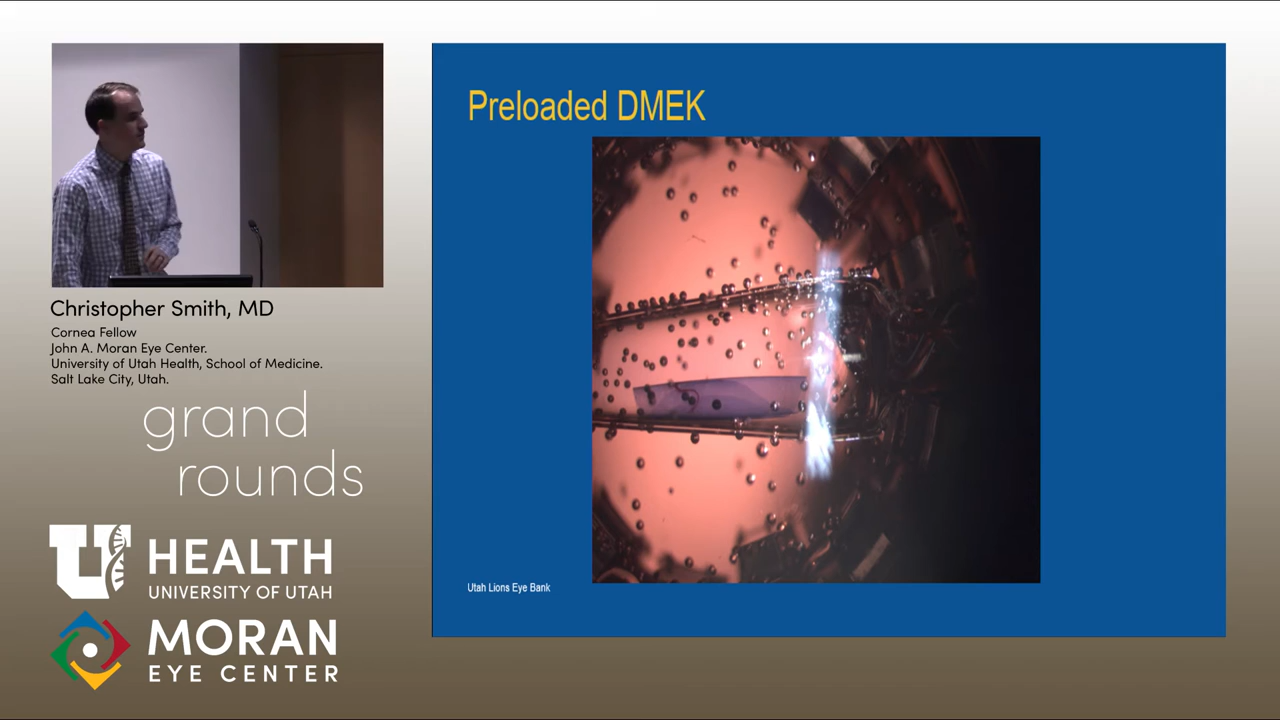 Preloaded DMEK
Utah Lions Eye Bank
Christopher Smith, MD
Cornea Fellow
John A. Moran Eye Center.
University of Utah Health, School of Medicine.
Salt Lake City, Utah.
grand
rounds
U HEALTH
UNIVERSITY OF UTAH
MORAN
EYE CENTER